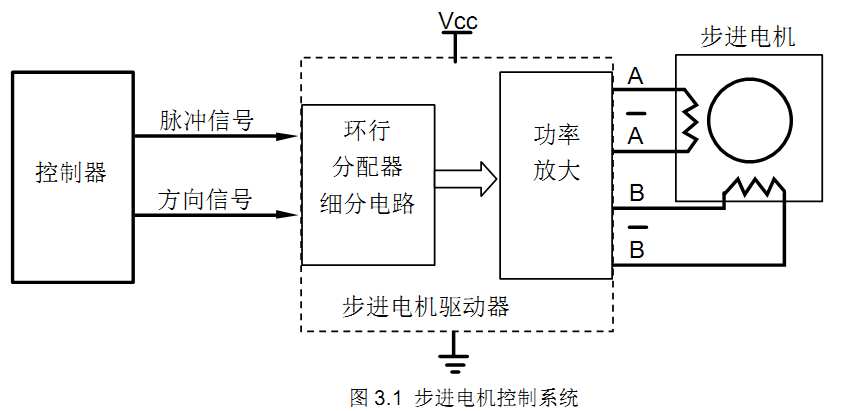 Vcc
步进电机
控制器
脉冲信号
方向信号
环行
分配器
细分电路
功率
放大
A
A̅
B
B̅
步进电机驱动器
图 3.1 步进电机控制系统